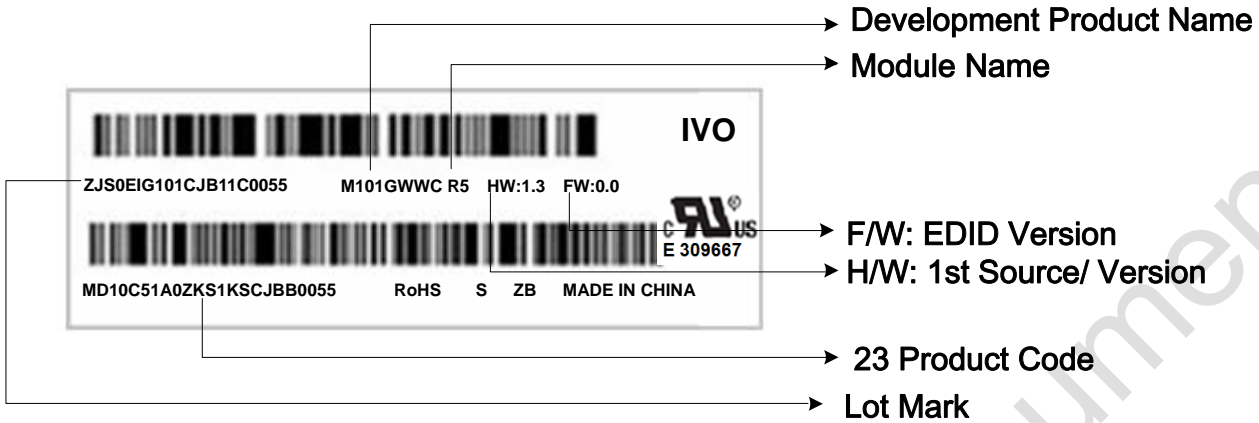 Development Product Name
Module Name
IVO
ZJS0EIG101CJB11C0055 M101GWWC R5 HW:1.3 FW:0.0
C US ®
E 309667
F/W: EDID Version
H/W: 1st Source/ Version
MD10C51A0ZKS1KSCJBB0055 RoHS S ZB MADE IN CHINA
23 Product Code
Lot Mark